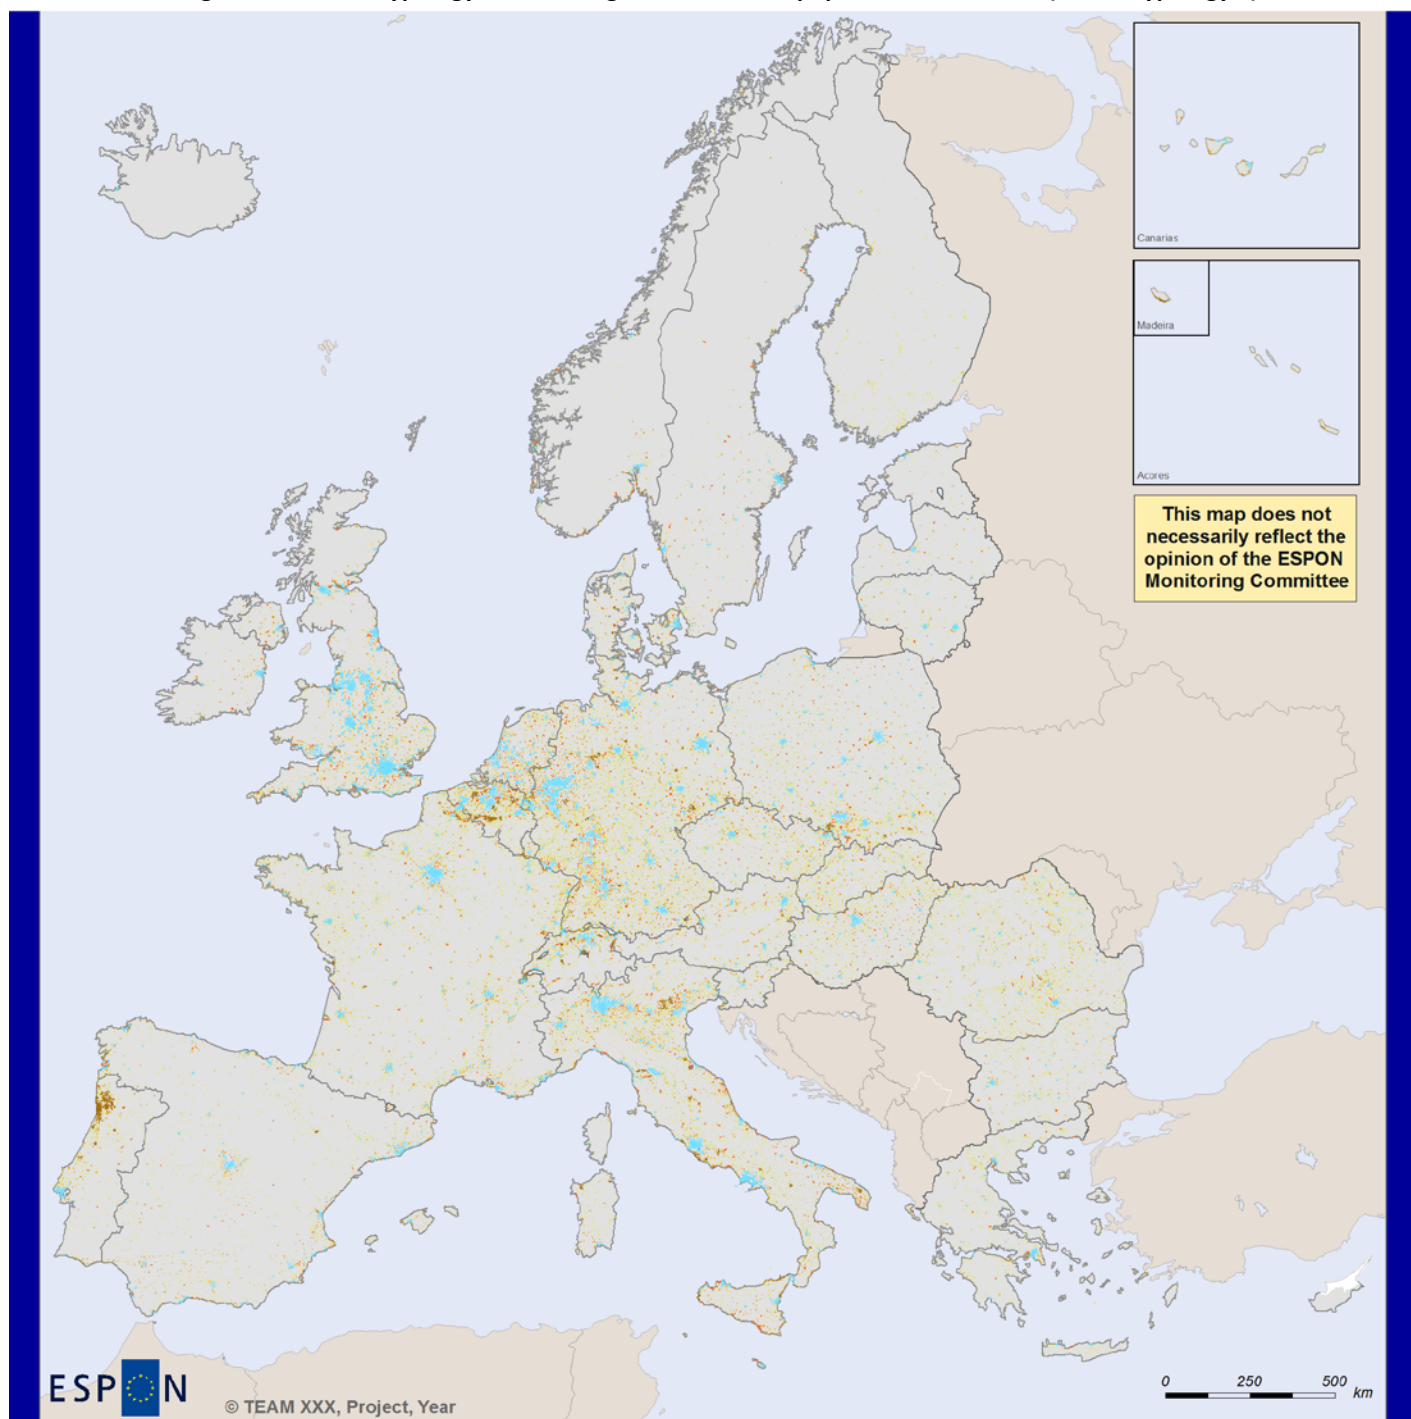 Canarias
Madeira
Acores
This map does not
necessarily reflect the
opinion of the ESPON
Monitoring Committee
ESPON
© TEAM XXX, Project, Year
0 250 500
km